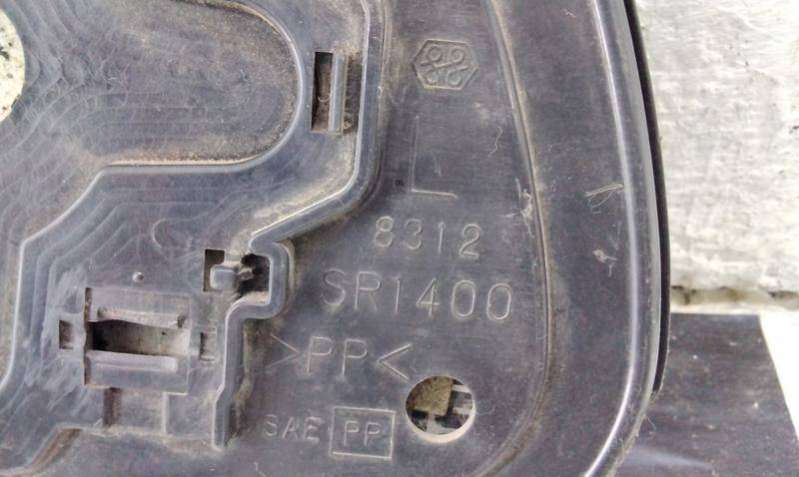 L
8312
SR1400
>PP<
SAE PP